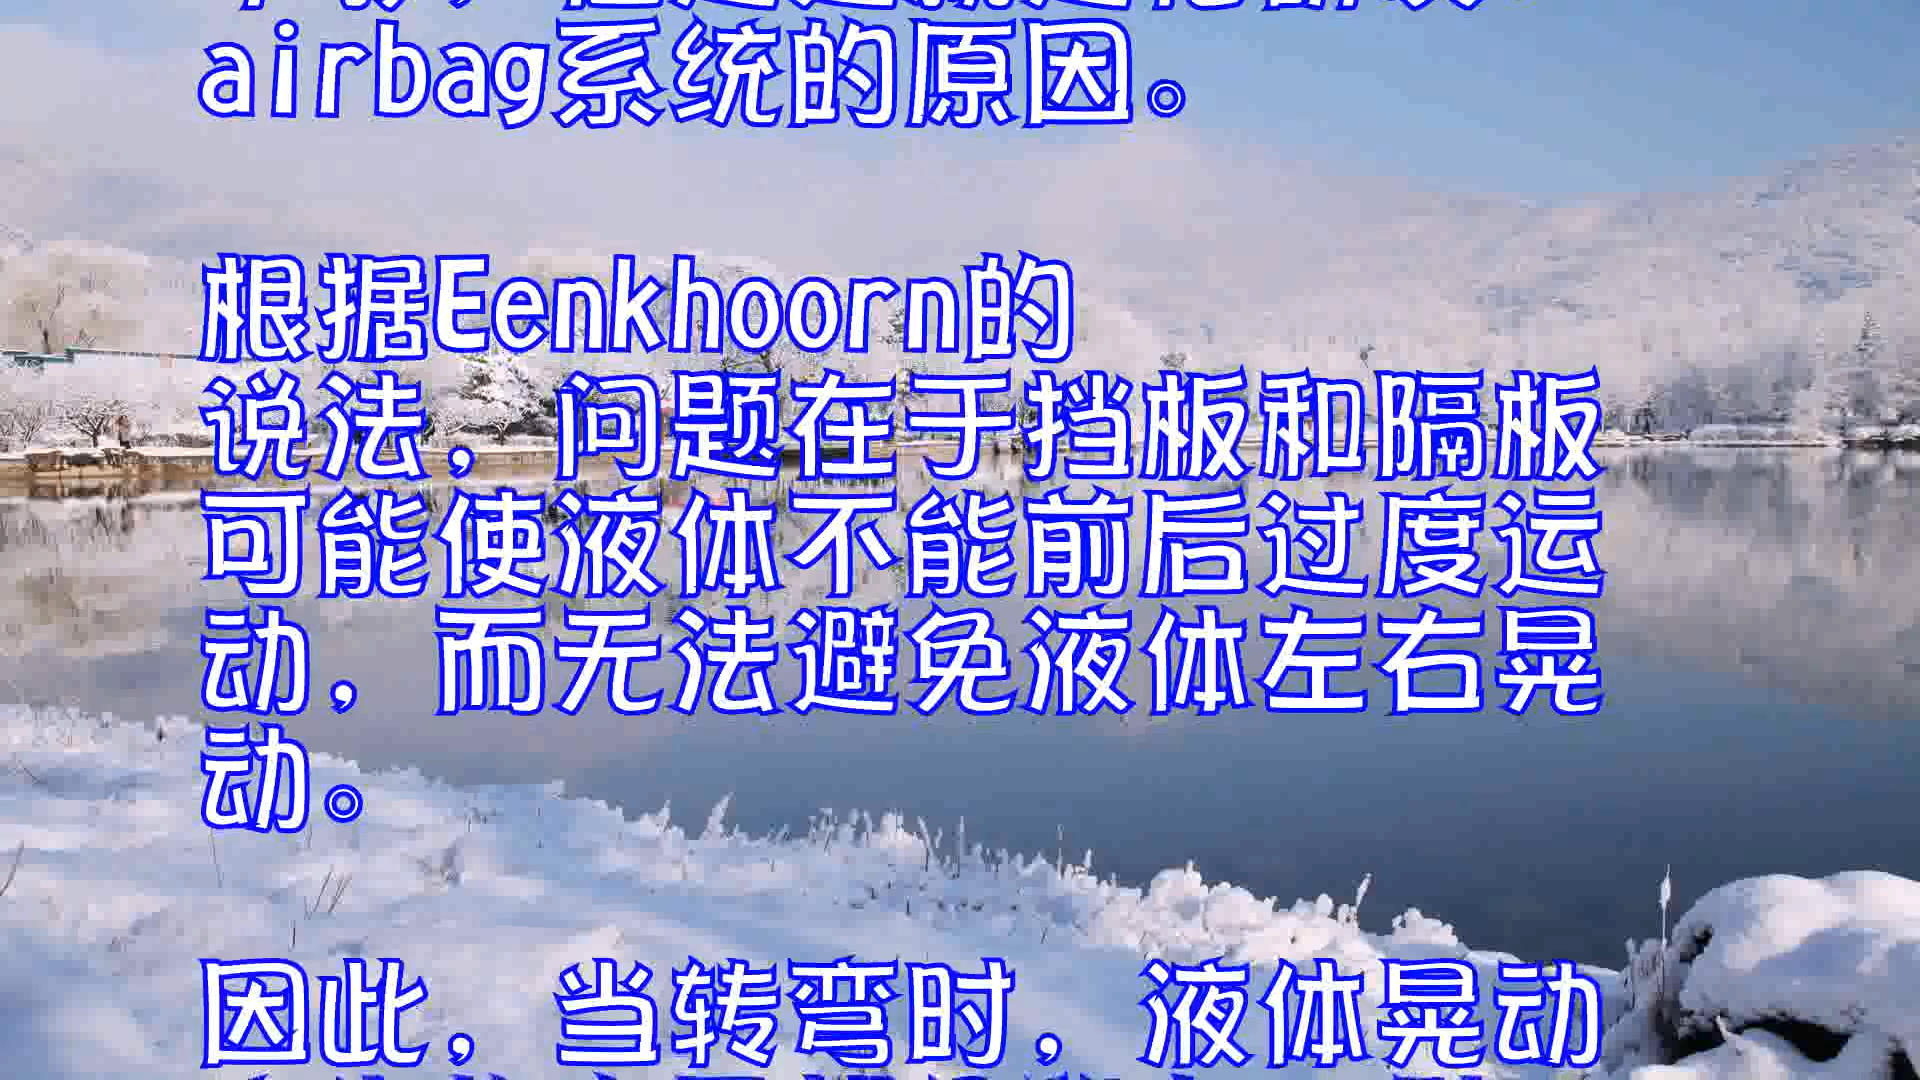 airbag系统的原因。
根据Eenkhoorn的
说法，问题在于挡板和隔板
可能使液体不能前后过度运
动，而无法避免液体左右晃
动。
因此，当转弯时，液体晃动